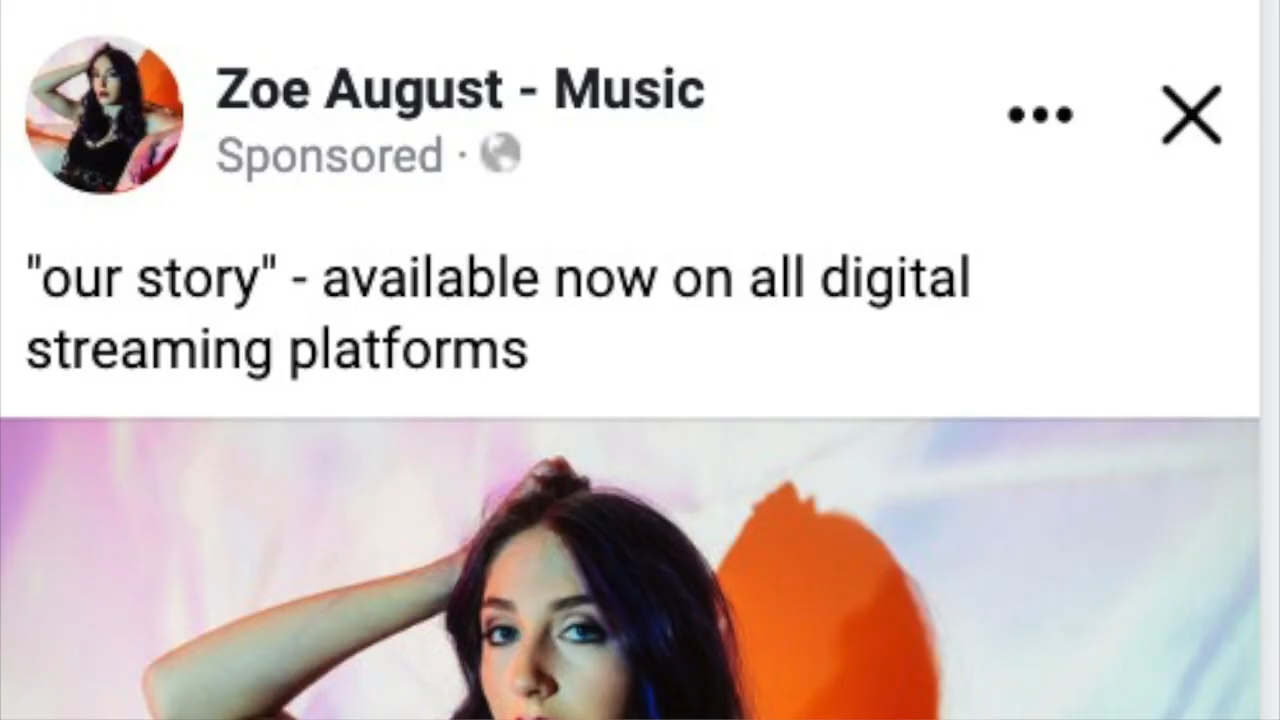 Zoe August - Music
Sponsored ·
"our story" - available now on all digital
streaming platforms